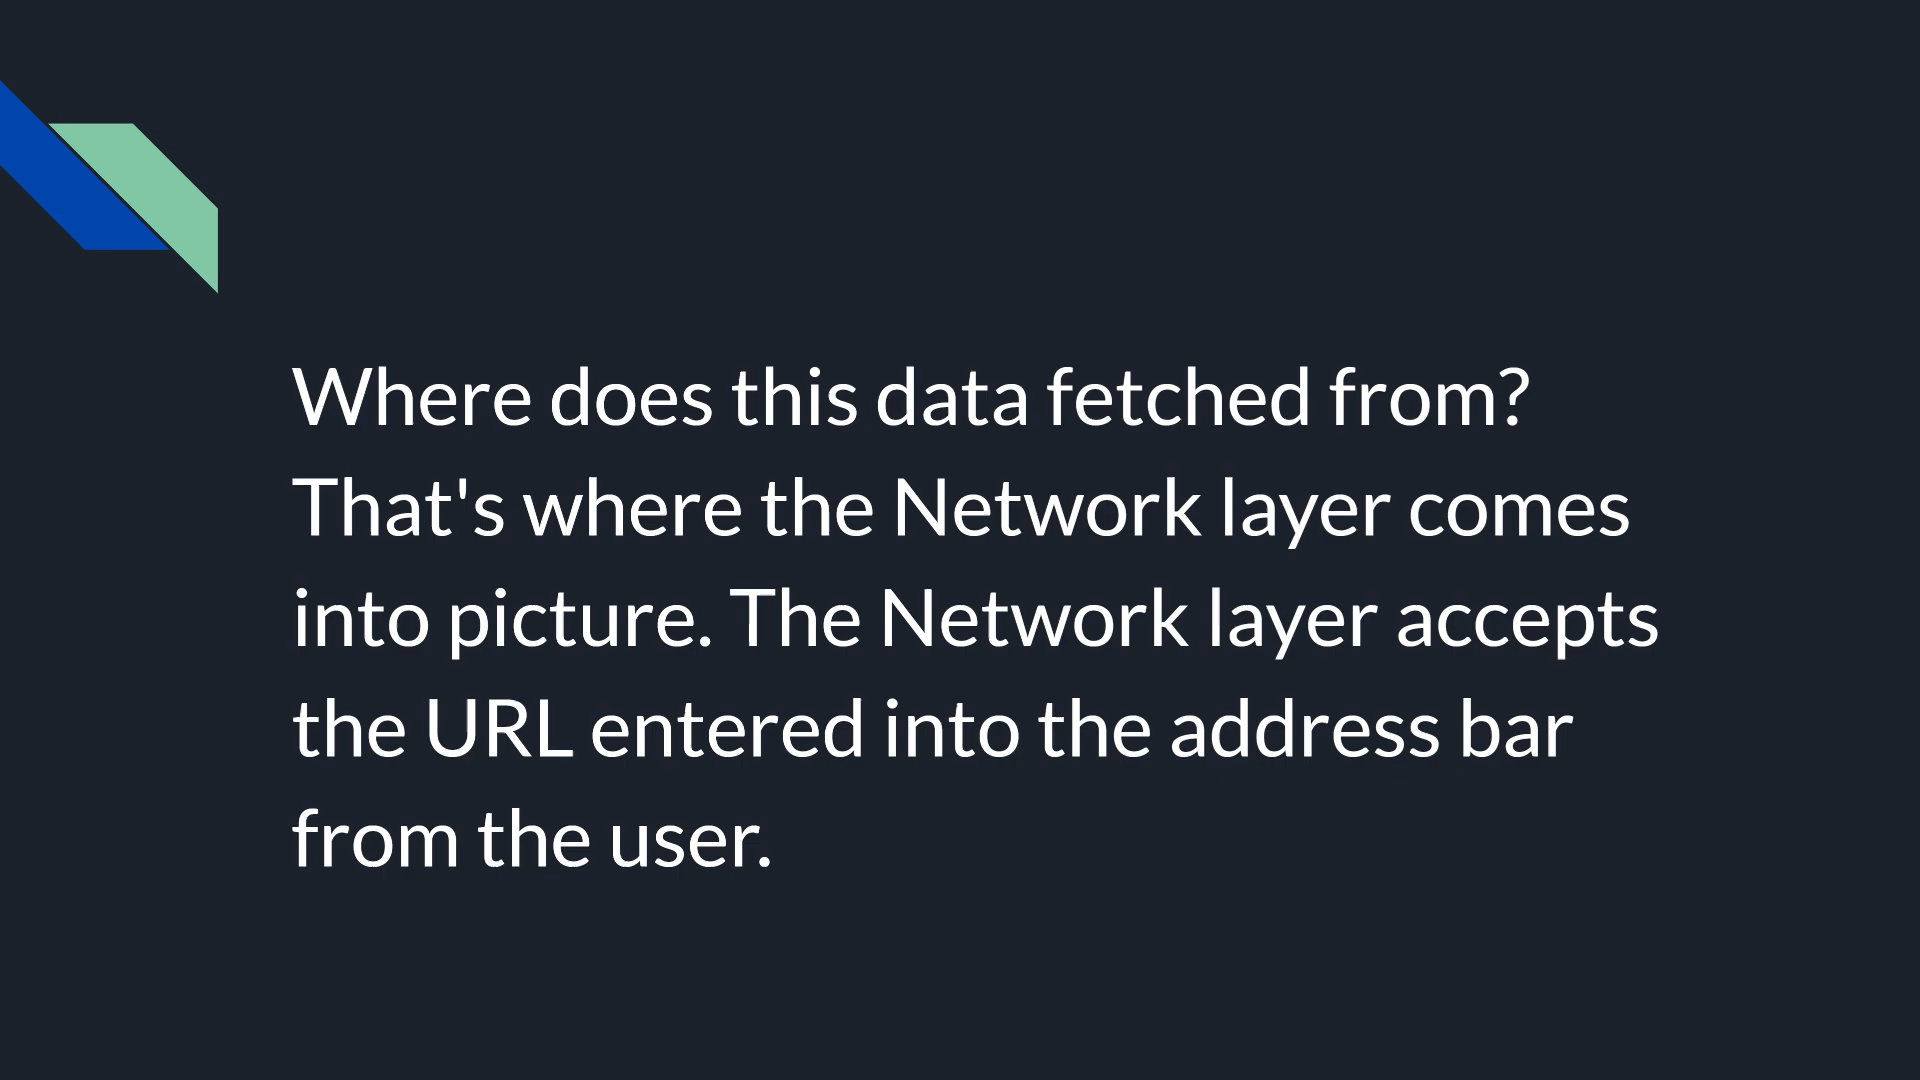 Where does this data fetched from?
That's where the Network layer comes
into picture. The Network layer accepts
the URL entered into the address bar
from the user.